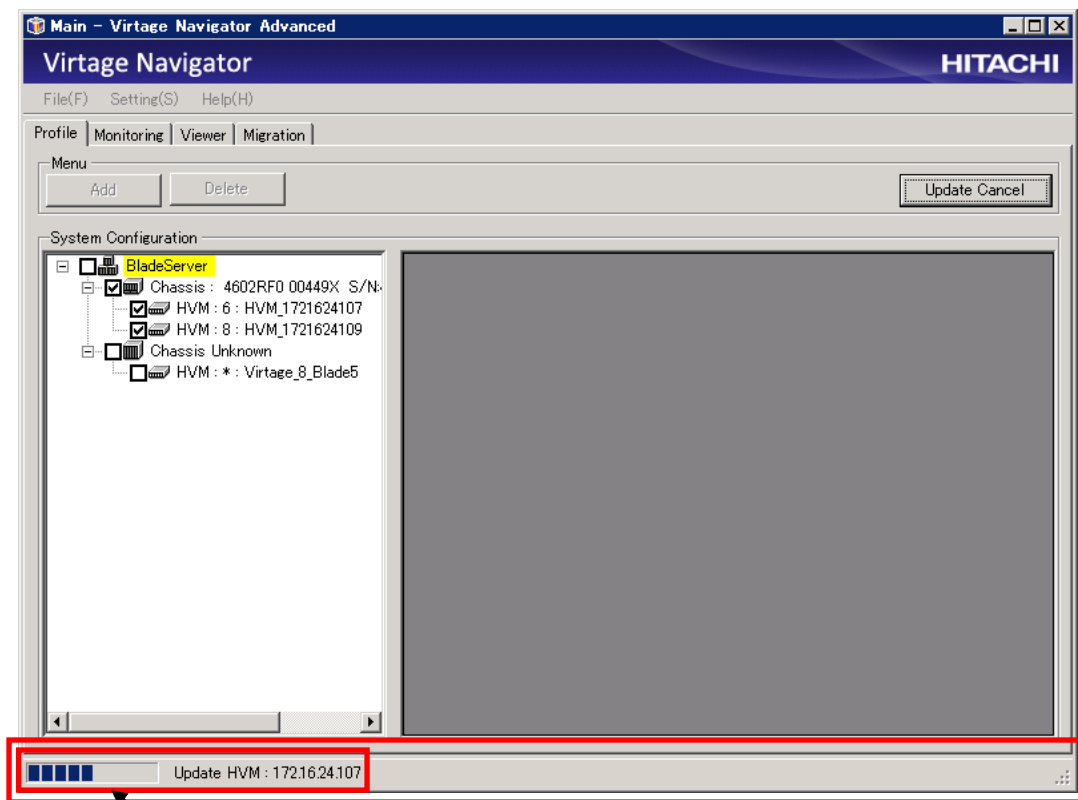 Main - Virtage Navigator Advanced
Virtage Navigator
HITACHI
File(F) Setting(S) Help(H)
Profile Monitoring Viewer Migration
Menu
Add Delete Update Cancel
System Configuration
BladeServer
Chassis : 4602RF0 00449X S/N:
HVM : 6 : HVM_1721624107
HVM : 8 : HVM_1721624109
Chassis Unknown
HVM : * : Virtage_8_Blade5
Update HVM : 172.16.24.107